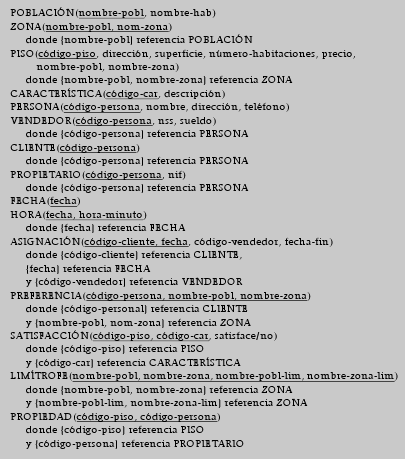 POBLACIÓN(nombre-pobl, nombre-hab)
ZONA(nombre-pobl, nom-zona)
donde {nombre-pobl} referencia POBLACIÓN
PISO(código-piso, dirección, superfície, número-habitaciones, precio,
nombre-pobl, nombre-zona)
donde {nombre-pobl, nombre-zona} referencia ZONA
CARACTERÍSTICA(código-car, descripción)
PERSONA(código-persona, nombre, dirección, teléfono)
VENDEDOR(código-persona, nss, sueldo)
donde {código-persona} referencia PERSONA
CLIENTE(código-persona)
donde {código-persona} referencia PERSONA
PROPIETARIO(código-persona, nif)
donde {código-persona} referencia PERSONA
FECHA(fecha)
HORA(fecha, hora-minuto)
donde {fecha} referencia FECHA
ASIGNACIÓN(código-cliente, fecha, código-vendedor, fecha-fin)
donde {código-cliente} referencia CLIENTE,
{fecha} referencia FECHA
y {código-vendedor} referencia VENDEDOR
PREFERENCIA(código-persona, nombre-pobl, nombre-zona)
donde {código-personal} referencia CLIENTE
y {nombre-pobl, nom-zona} referencia ZONA
SATISFACCIÓN(código-piso, código-car, satisface/no)
donde {código-piso} referencia PISO
y {código-car} referencia CARACTERÍSTICA
LIMÍTROFE(nombre-pobl, nombre-zona, nombre-pobl-lim, nombre-zona-lim)
donde {nombre-pobl, nombre-zona} referencia ZONA
y {nombre-pobl-lim, nombre-zona-lim} referencia ZONA
PROPIEDAD(código-piso, código-persona)
donde {código-piso} referencia PISO
y {código-persona} referencia PROPIETARIO